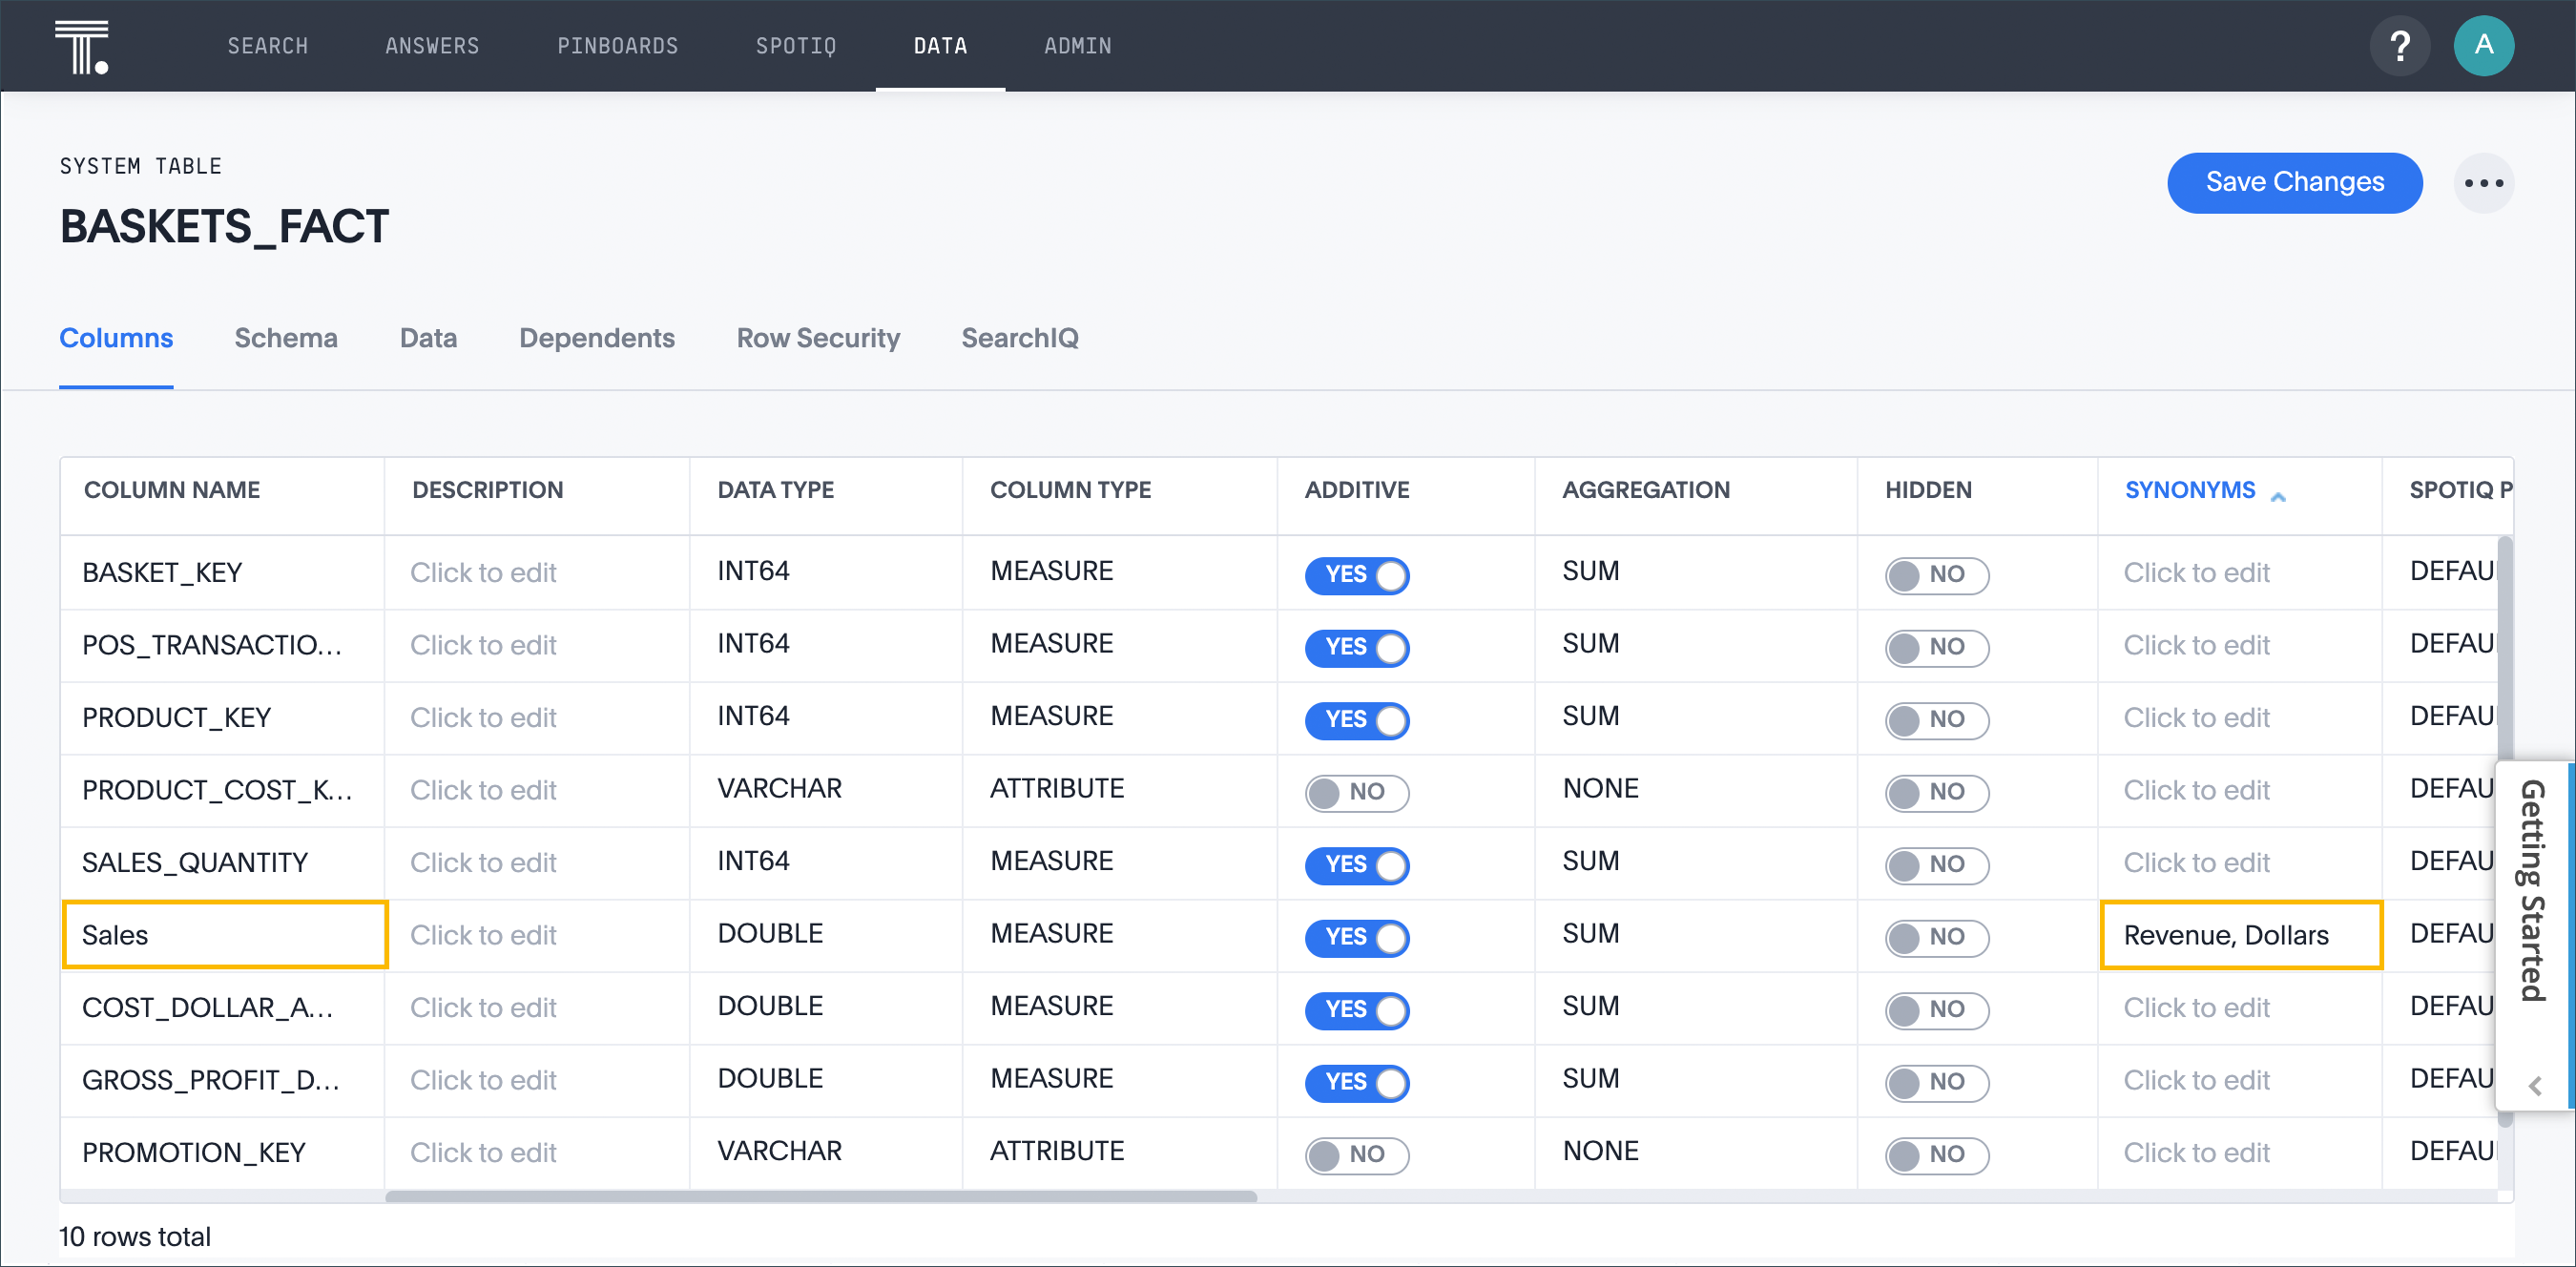 T.
SEARCH ANSWERS PINBOARDS SPOTIQ DATA ADMIN ? A
SYSTEM TABLE
BASKETS_FACT
Save Changes
Columns Schema Data Dependents Row Security SearchIQ
COLUMN NAME DESCRIPTION DATA TYPE COLUMN TYPE ADDITIVE AGGREGATION HIDDEN SYNONYMS SPOTIQ P
BASKET_KEY Click to edit INT64 MEASURE YES SUM NO Click to edit DEFAU
POS_TRANSACTIO... Click to edit INT64 MEASURE YES SUM NO Click to edit DEFAU
PRODUCT_KEY Click to edit INT64 MEASURE YES SUM NO Click to edit DEFAU
PRODUCT_COST_K... Click to edit VARCHAR ATTRIBUTE NO NONE NO Click to edit DEFAU
SALES_QUANTITY Click to edit INT64 MEASURE YES SUM NO Click to edit DEFAU
Sales Click to edit DOUBLE MEASURE YES SUM NO Revenue, Dollars DEFAU
COST_DOLLAR_A... Click to edit DOUBLE MEASURE YES SUM NO Click to edit DEFAU
GROSS_PROFIT_D... Click to edit DOUBLE MEASURE YES SUM NO Click to edit DEFAU
PROMOTION_KEY Click to edit VARCHAR ATTRIBUTE NO NONE NO Click to edit DEFAU
Getting Started
10 rows total